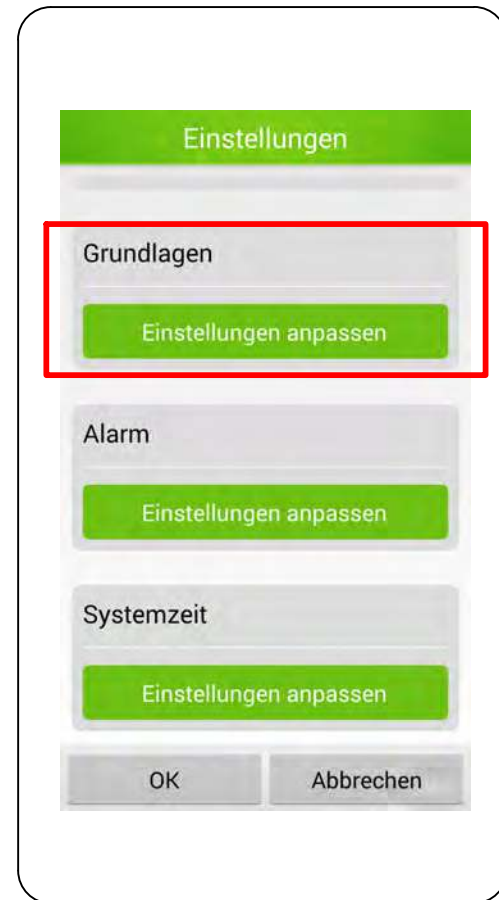 Einstellungen
Grundlagen
Einstellungen anpassen
Alarm
Einstellungen anpassen
Systemzeit
Einstellungen anpassen
OK Abbrechen